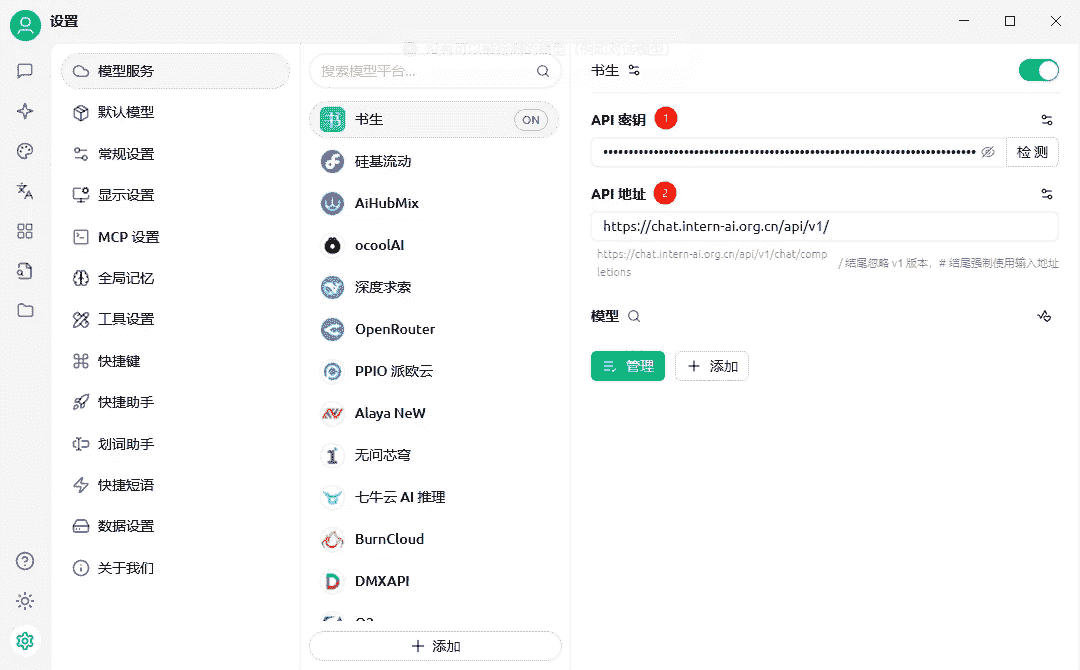 设置
模型服务
默认模型
常规设置
显示设置
MCP 设置
全局记忆
工具设置
快捷键
快捷助手
划词助手
快捷短语
数据设置
关于我们
搜索模型平台...
书生 ON
硅基流动
AiHubMix
ocoolAI
深度求索
OpenRouter
PPIO 派欧云
Alaya NeW
无问芯穹
七牛云 AI 推理
BurnCloud
DMXAPI
添加
书生
API 密钥 1
检测
API 地址 2
https://chat.intern-ai.org.cn/api/v1/
https://chat.intern-ai.org.cn/api/v1/chat/comp
letions
/ 结尾忽略 v1 版本，# 结尾强制使用输入地址
模型
管理
添加